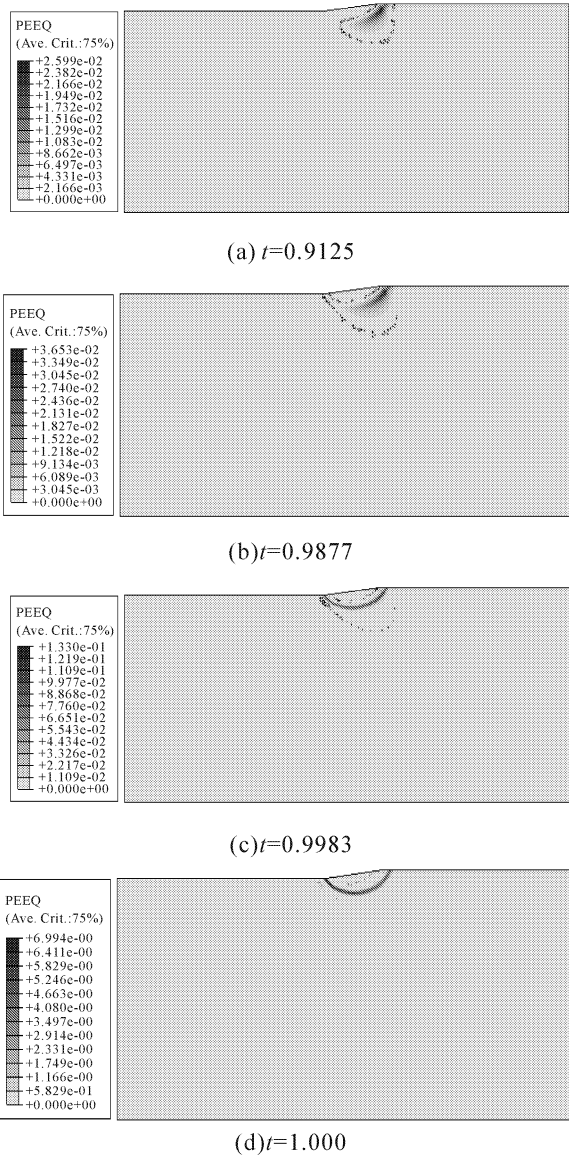 PEEQ
(Ave. Crit.:75%)
+2.599e-02
+2.382e-02
+2.166e-02
+1.949e-02
+1.732e-02
+1.516e-02
+1.299e-02
+1.083e-02
+8.662e-03
+6.497e-03
+4.331e-03
+2.166e-03
+0.000e+00
(a) t=0.9125
PEEQ
(Ave. Crit.:75%)
+3.653e-02
+3.349e-02
+3.045e-02
+2.740e-02
+2.436e-02
+2.131e-02
+1.827e-02
+1.522e-02
+1.218e-02
+9.134e-03
+6.089e-03
+3.045e-03
+0.000e+00
(b)t=0.9877
PEEQ
(Ave. Crit.:75%)
+1.330e-01
+1.219e-01
+1.109e-01
+9.977e-02
+8.868e-02
+7.760e-02
+6.651e-02
+5.543e-02
+4.434e-02
+3.326e-02
+2.217e-02
+1.109e-02
+0.000e+00
(c)t=0.9983
PEEQ
(Ave. Crit.:75%)
+6.994e-00
+6.411e-00
+5.829e-00
+5.246e-00
+4.663e-00
+4.080e-00
+3.497e-00
+2.914e-00
+2.331e-00
+1.749e-00
+1.166e-00
+5.829e-01
+0.000e+00
(d)t=1.000